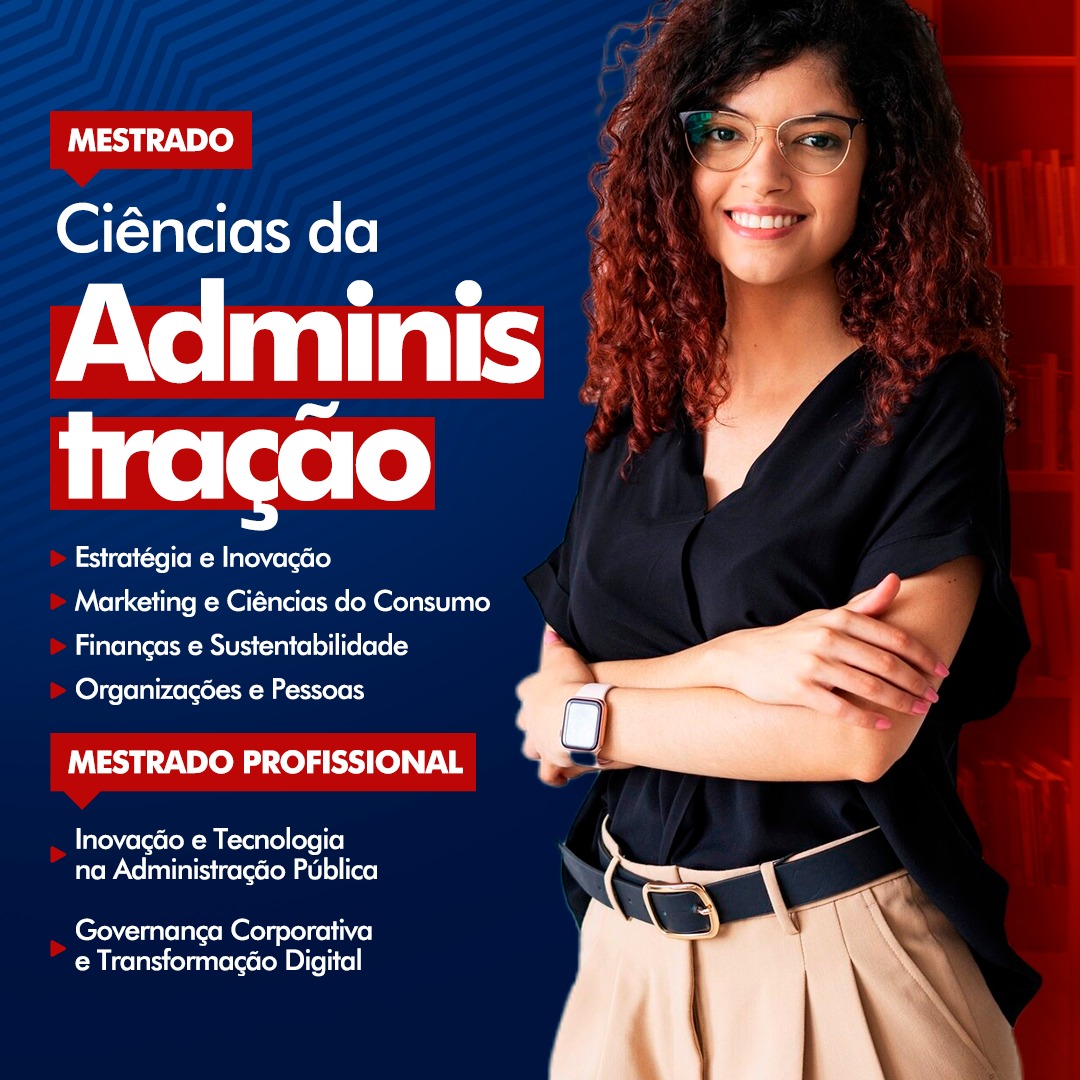 MESTRADO
Ciências da
Adminis
tração
Estratégia e Inovação
Marketing e Ciências do Consumo
Finanças e Sustentabilidade
Organizações e Pessoas
MESTRADO PROFISSIONAL
Inovação e Tecnologia
na Administração Pública
Governança Corporativa
e Transformação Digital